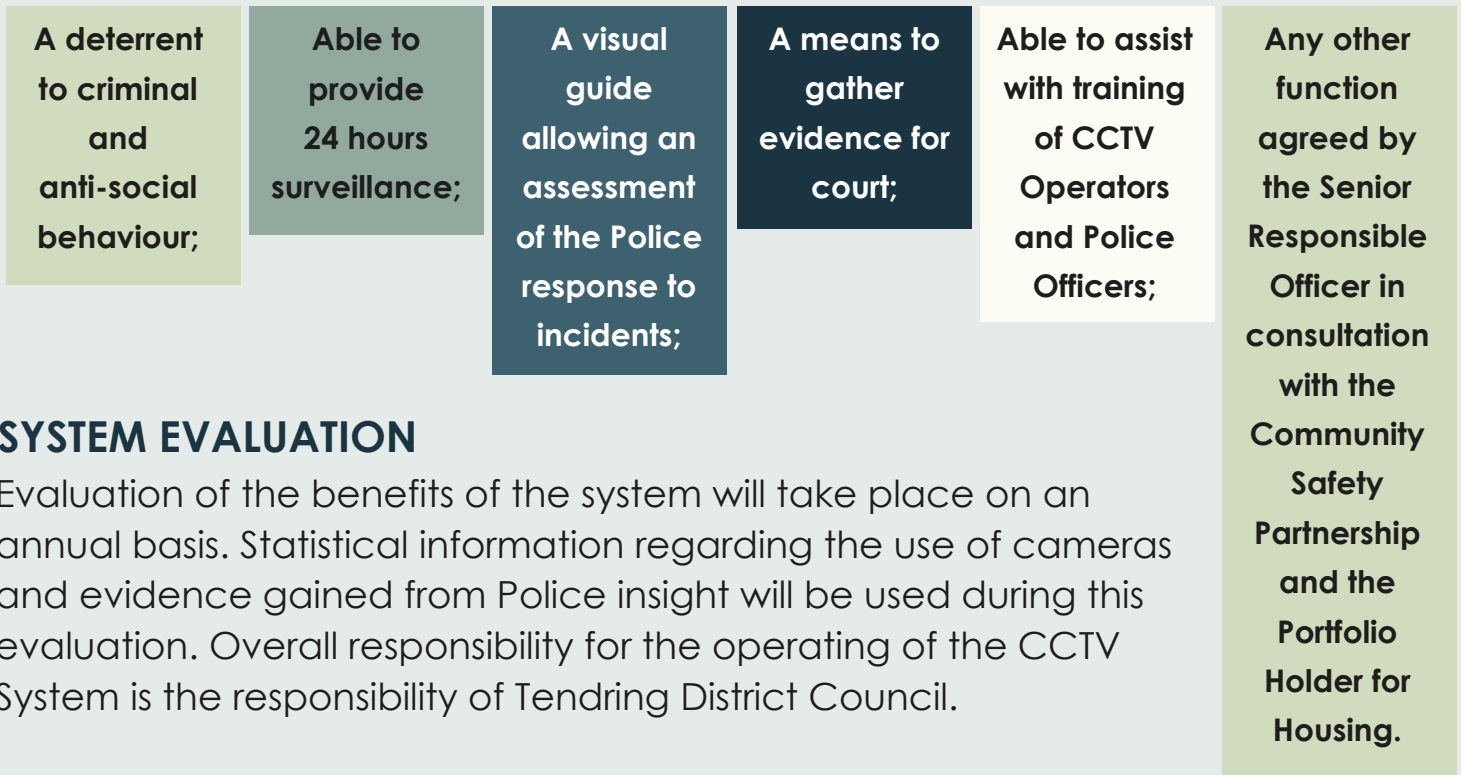 A deterrent
to criminal
and
anti-social
behaviour;
Able to
provide
24 hours
surveillance;
A visual
guide
allowing an
assessment
of the Police
response to
incidents;
A means to
gather
evidence for
court;
Able to assist
with training
of CCTV
Operators
and Police
Officers;
Any other
function
agreed by
the Senior
Responsible
Officer in
consultation
with the
Community
Safety
Partnership
and the
Portfolio
Holder for
Housing.
SYSTEM EVALUATION
Evaluation of the benefits of the system will take place on an
annual basis. Statistical information regarding the use of cameras
and evidence gained from Police insight will be used during this
evaluation. Overall responsibility for the operating of the CCTV
System is the responsibility of Tendring District Council.